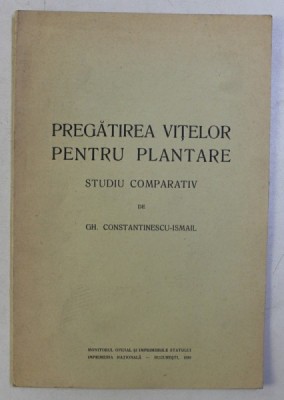 PREGĂTIREA VIȚELOR
PENTRU PLANTARE
STUDIU COMPARATIV
DE
GH. CONSTANTINESCU-ISMAIL
MONITORUL OFICIAL ȘI IMPRIMERIILE STATULUI
IMPRIMERIA NAȚIONALĂ — BUCUREȘTI,